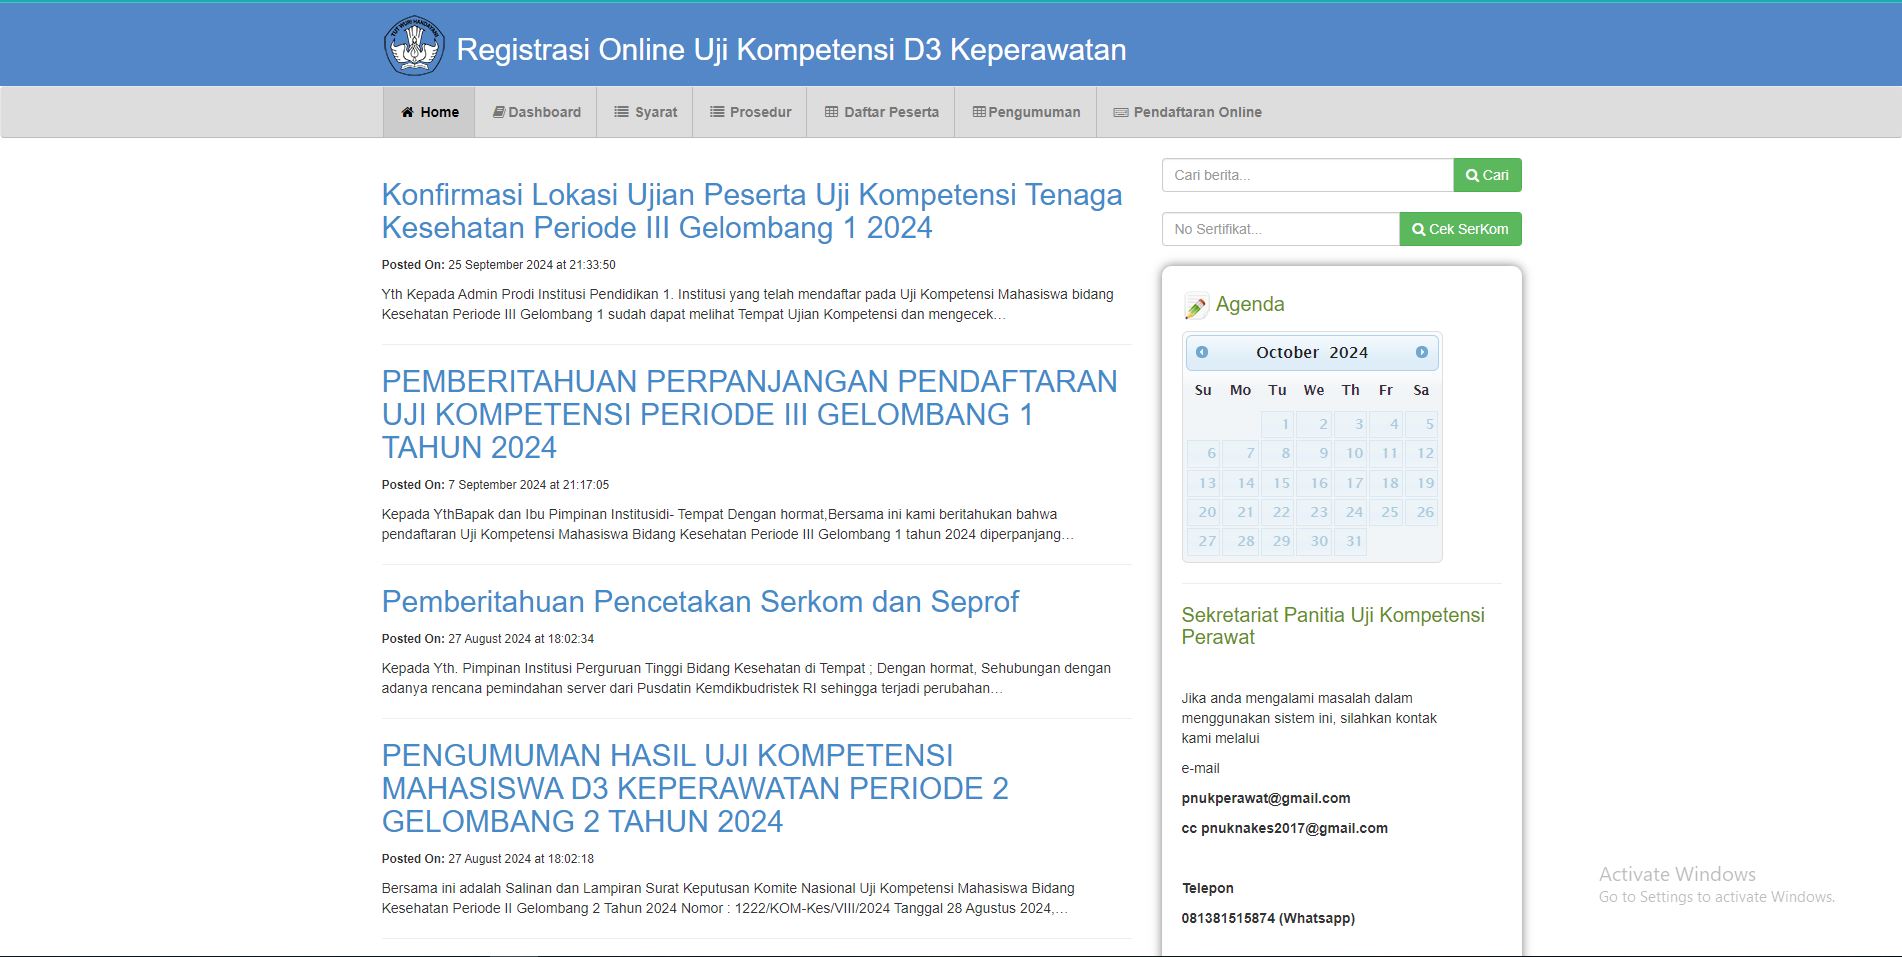 TUT WURI HANDAYANI
Registrasi Online Uji Kompetensi D3 Keperawatan
Home
Dashboard
Syarat
Prosedur
Daftar Peserta
Pengumuman
Pendaftaran Online
Konfirmasi Lokasi Ujian Peserta Uji Kompetensi Tenaga
Kesehatan Periode III Gelombang 1 2024
Posted On: 25 September 2024 at 21:33:50
Yth Kepada Admin Prodi Institusi Pendidikan 1. Institusi yang telah mendaftar pada Uji Kompetensi Mahasiswa bidang
Kesehatan Periode III Gelombang 1 sudah dapat melihat Tempat Ujian Kompetensi dan mengecek…
PEMBERITAHUAN PERPANJANGAN PENDAFTARAN
UJI KOMPETENSI PERIODE III GELOMBANG 1
TAHUN 2024
Posted On: 7 September 2024 at 21:17:05
Kepada YthBapak dan Ibu Pimpinan Institusidi- Tempat Dengan hormat,Bersama ini kami beritahukan bahwa
pendaftaran Uji Kompetensi Mahasiswa Bidang Kesehatan Periode III Gelombang 1 tahun 2024 diperpanjang…
Pemberitahuan Pencetakan Serkom dan Seprof
Posted On: 27 August 2024 at 18:02:34
Kepada Yth. Pimpinan Institusi Perguruan Tinggi Bidang Kesehatan di Tempat ; Dengan hormat, Sehubungan dengan
adanya rencana pemindahan server dari Pusdatin Kemdikbudristek RI sehingga terjadi perubahan…
PENGUMUMAN HASIL UJI KOMPETENSI
MAHASISWA D3 KEPERAWATAN PERIODE 2
GELOMBANG 2 TAHUN 2024
Posted On: 27 August 2024 at 18:02:18
Bersama ini adalah Salinan dan Lampiran Surat Keputusan Komite Nasional Uji Kompetensi Mahasiswa Bidang
Kesehatan Periode II Gelombang 2 Tahun 2024 Nomor : 1222/KOM-Kes/VIII/2024 Tanggal 28 Agustus 2024,…
Cari berita...
Cari
No Sertifikat...
Cek SerKom
Agenda
October 2024
Su Mo Tu We Th Fr Sa
1 2 3 4 5
6 7 8 9 10 11 12
13 14 15 16 17 18 19
20 21 22 23 24 25 26
27 28 29 30 31
Sekretariat Panitia Uji Kompetensi
Perawat
Jika anda mengalami masalah dalam
menggunakan sistem ini, silahkan kontak
kami melalui
e-mail
pnukperawat@gmail.com
cc pnuknakes2017@gmail.com
Telepon
081381515874 (Whatsapp)
Activate Windows
Go to Settings to activate Windows.